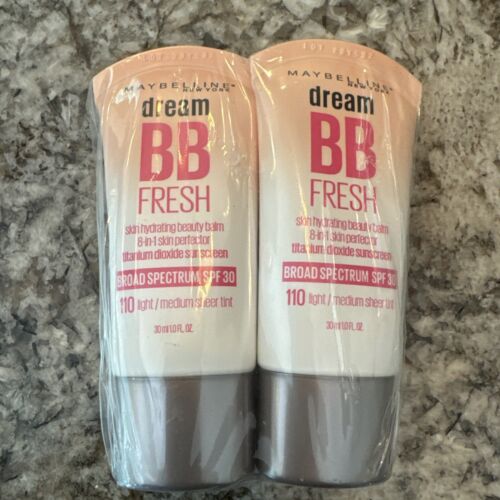 MAYBELLINE
NEW YORK
dream
BB
FRESH
skin hydrating beauty balm
8-in-1 skin perfector
titanium dioxide sunscreen
BROAD SPECTRUM SPF 30
110 light / medium sheer tint
30 ml 1.0 FL. OZ.
MAYBELLINE
NEW YORK
dream
BB
FRESH
skin hydrating beauty balm
8-in-1 skin perfector
titanium dioxide sunscreen
BROAD SPECTRUM SPF 30
110 light / medium sheer tint
30 ml 1.0 FL. OZ.